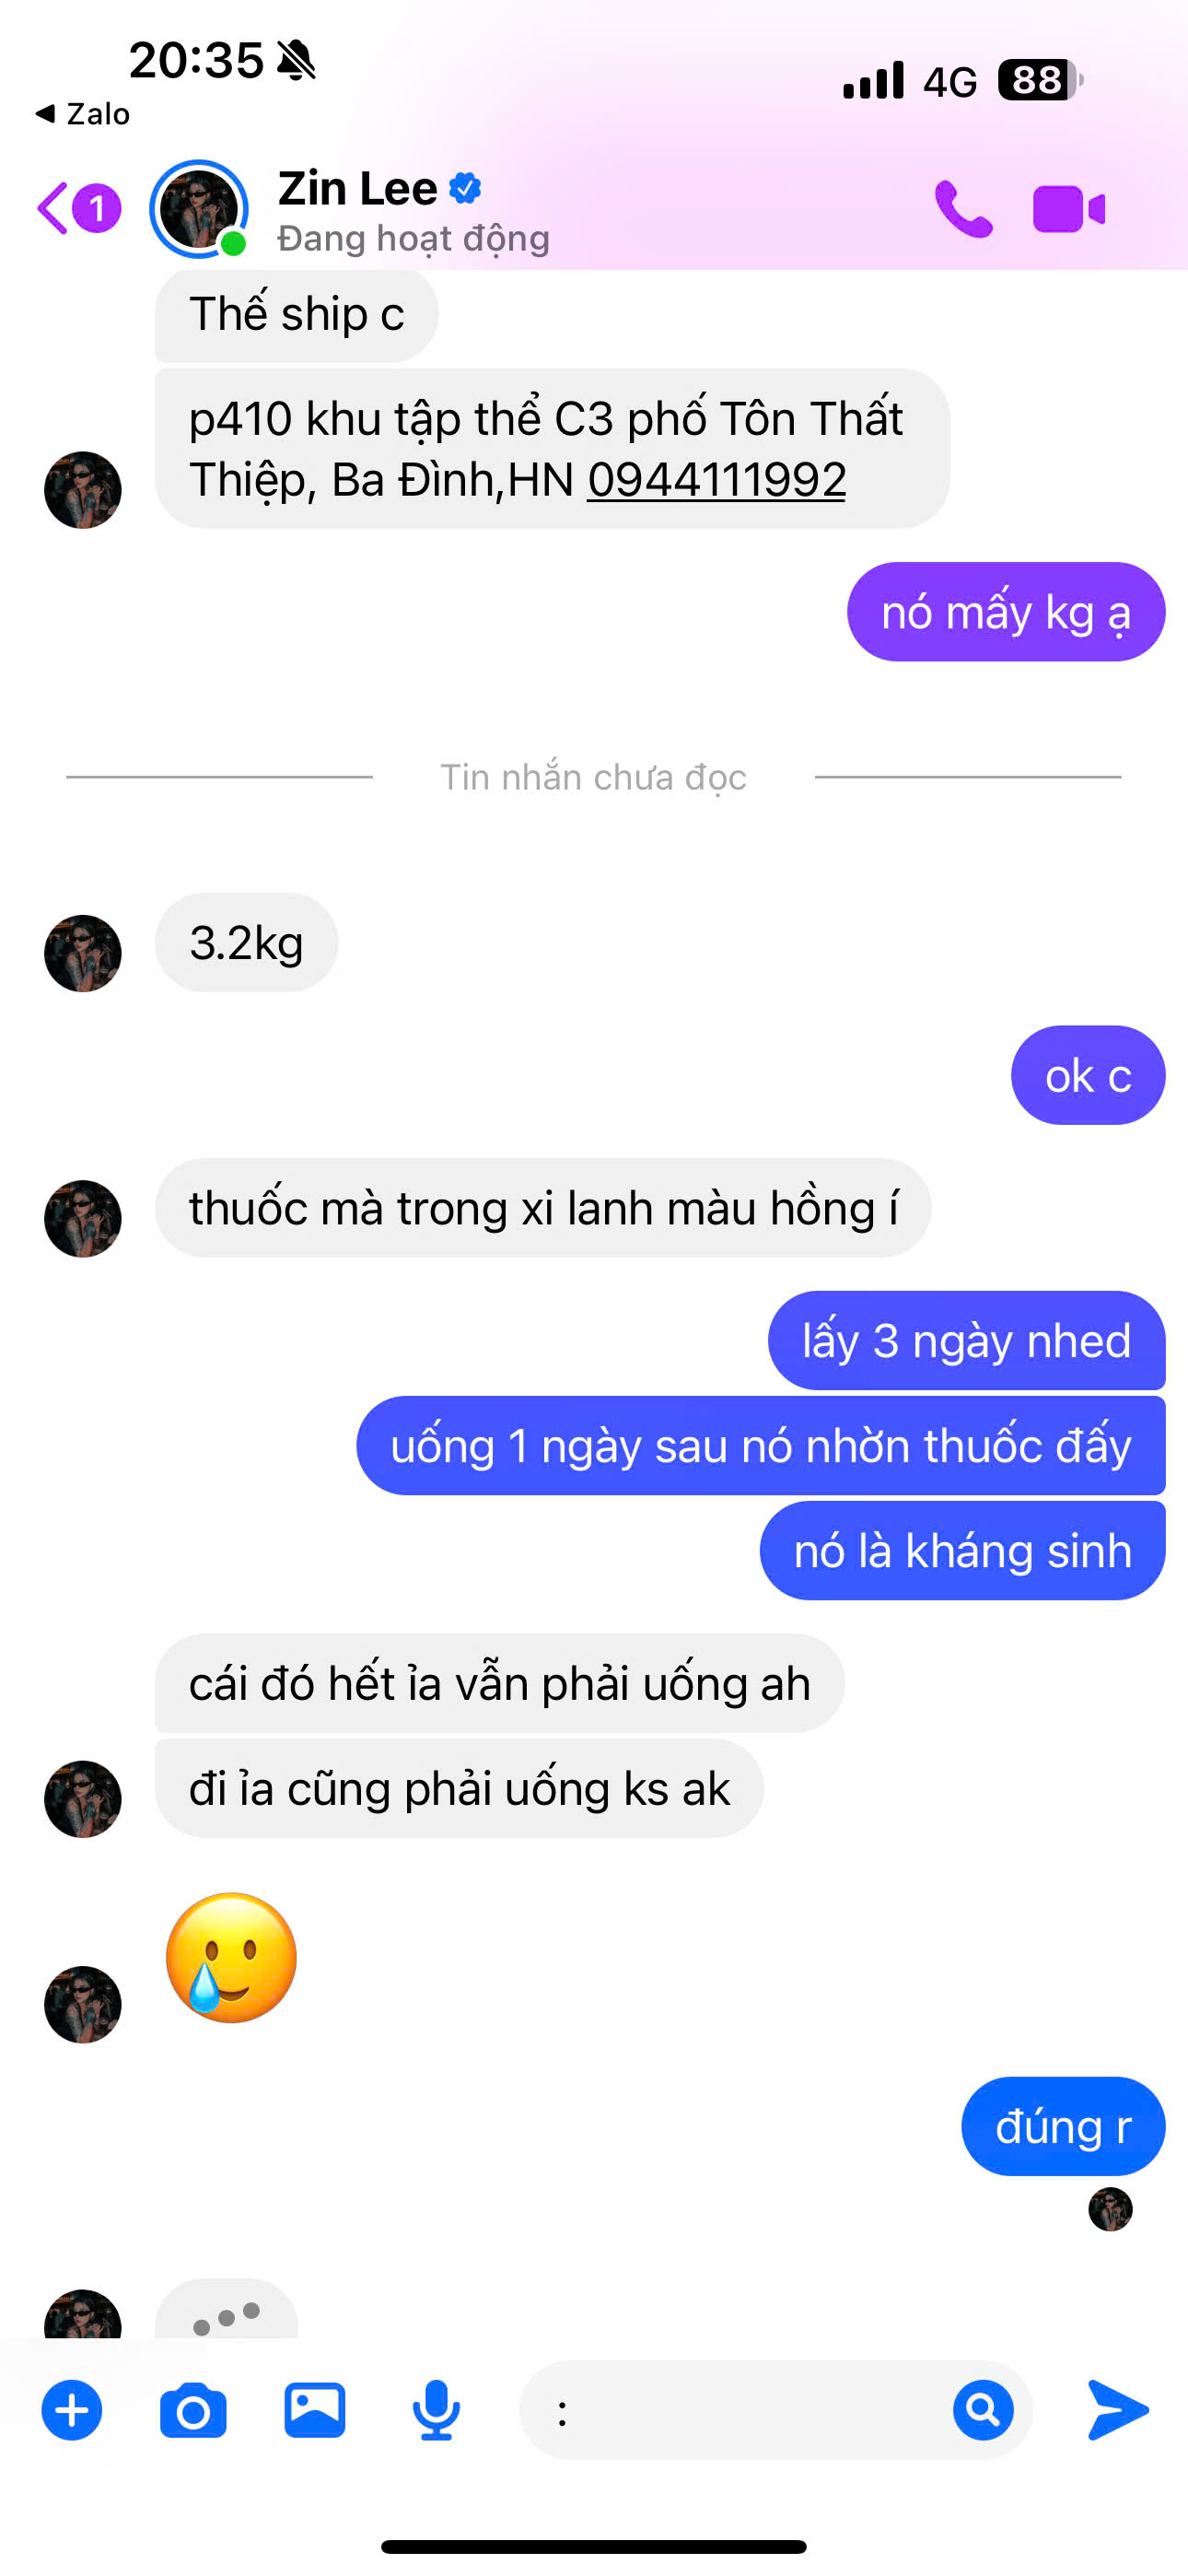 20:35
4G 88
Zalo
1
Zin Lee
Đang hoạt động
Thế ship c
p410 khu tập thể C3 phố Tôn Thất
Thiệp, Ba Đình,HN 0944111992
nó mấy kg ạ
Tin nhắn chưa đọc
3.2kg
ok c
thuốc mà trong xi lanh màu hồng í
lấy 3 ngày nhed
uống 1 ngày sau nó nhờn thuốc đấy
nó là kháng sinh
cái đó hết ỉa vẫn phải uống ah
đi ỉa cũng phải uống ks ak
đúng r
: